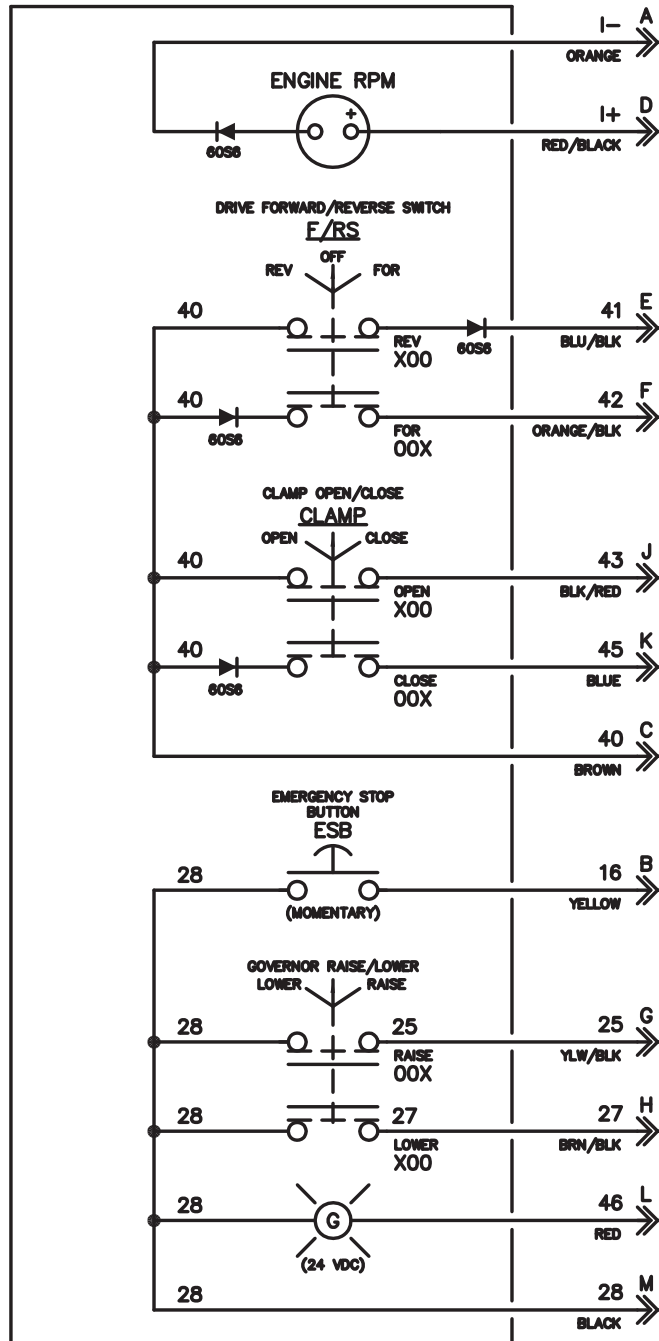 I- A
ORANGE
ENGINE RPM
+
I+ D
60S6
RED/BLACK
DRIVE FORWARD/REVERSE SWITCH
F/RS
OFF
REV FOR
40 41 E
REV 60S6 BLU/BLK
X00
40 42 F
60S6 FOR ORANGE/BLK
00X
CLAMP OPEN/CLOSE
CLAMP
OPEN CLOSE
40 43 J
OPEN BLK/RED
X00
40 45 K
60S6 CLOSE BLUE
00X
40 C
BROWN
EMERGENCY STOP
BUTTON
ESB
28 16 B
(MOMENTARY) YELLOW
GOVERNOR RAISE/LOWER
LOWER RAISE
28 25 25 G
RAISE YLW/BLK
00X
28 27 27 H
LOWER BRN/BLK
X00
28 G 46 L
RED
(24 VDC)
28 28 M
BLACK